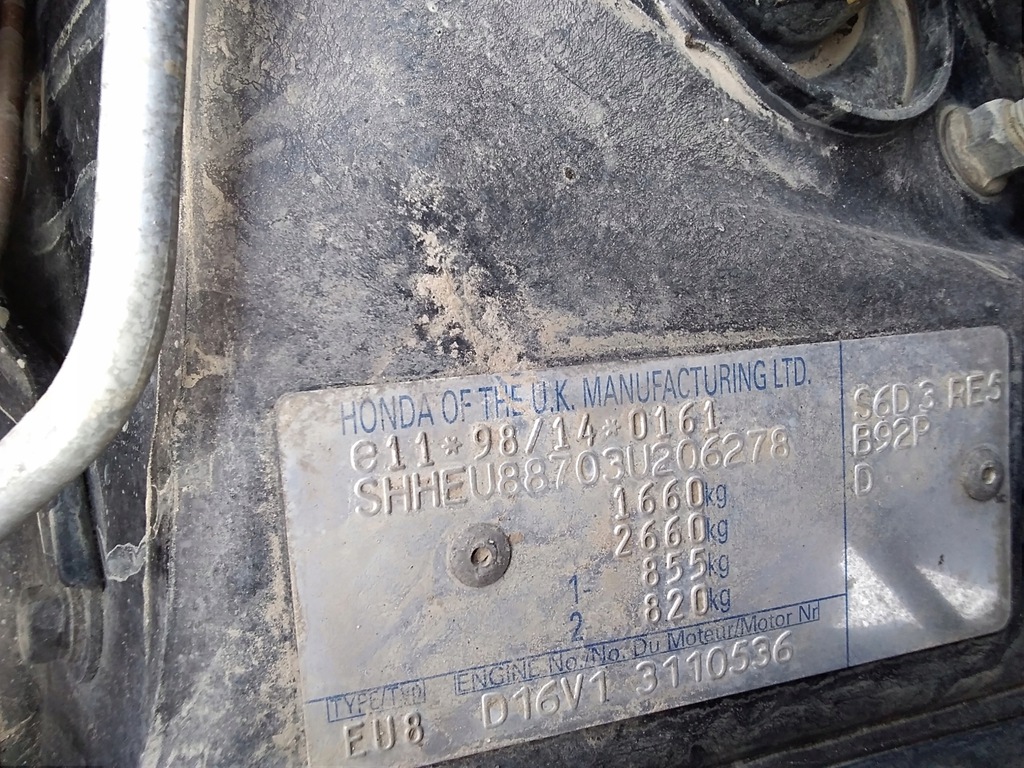 HONDA OF THE U.K. MANUFACTURING LTD.
e11*98/14*0161
SHHEU88703U206278
1660kg
2660kg
1- 855kg
2 820kg
TYPE/TYP ENGINE No./No. Du Moteur/Motor Nr
EU8 D16V1 3110536
S6D.3 RE5
B92P
D